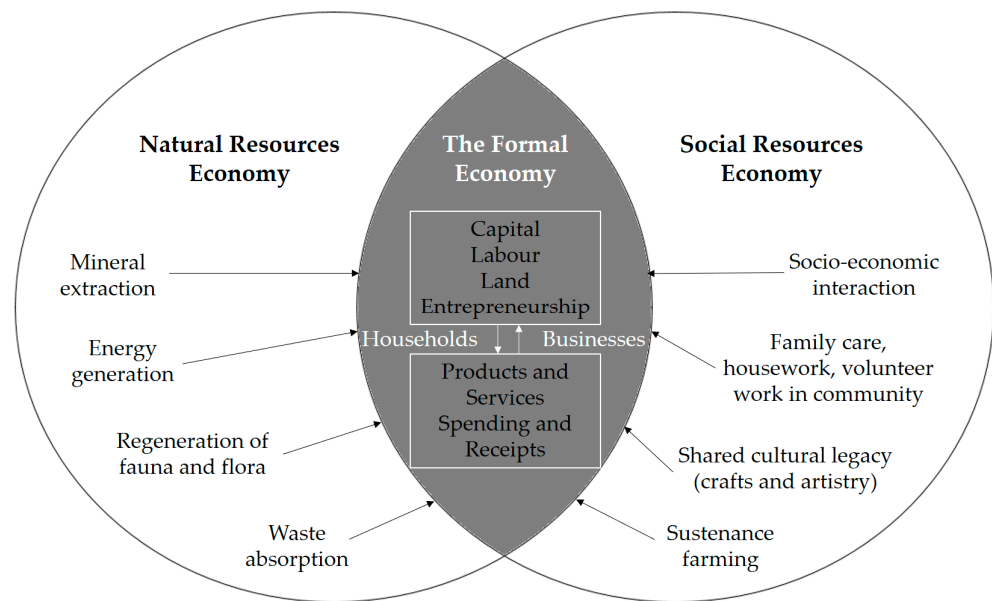 Natural Resources
Economy
The Formal
Economy
Social Resources
Economy
Capital
Labour
Land
Entrepreneurship
Households
Businesses
Products and
Services
Spending and
Receipts
Mineral
extraction
Energy
generation
Regeneration of
fauna and flora
Waste
absorption
Socio-economic
interaction
Family care,
housework, volunteer
work in community
Shared cultural legacy
(crafts and artistry)
Sustenance
farming